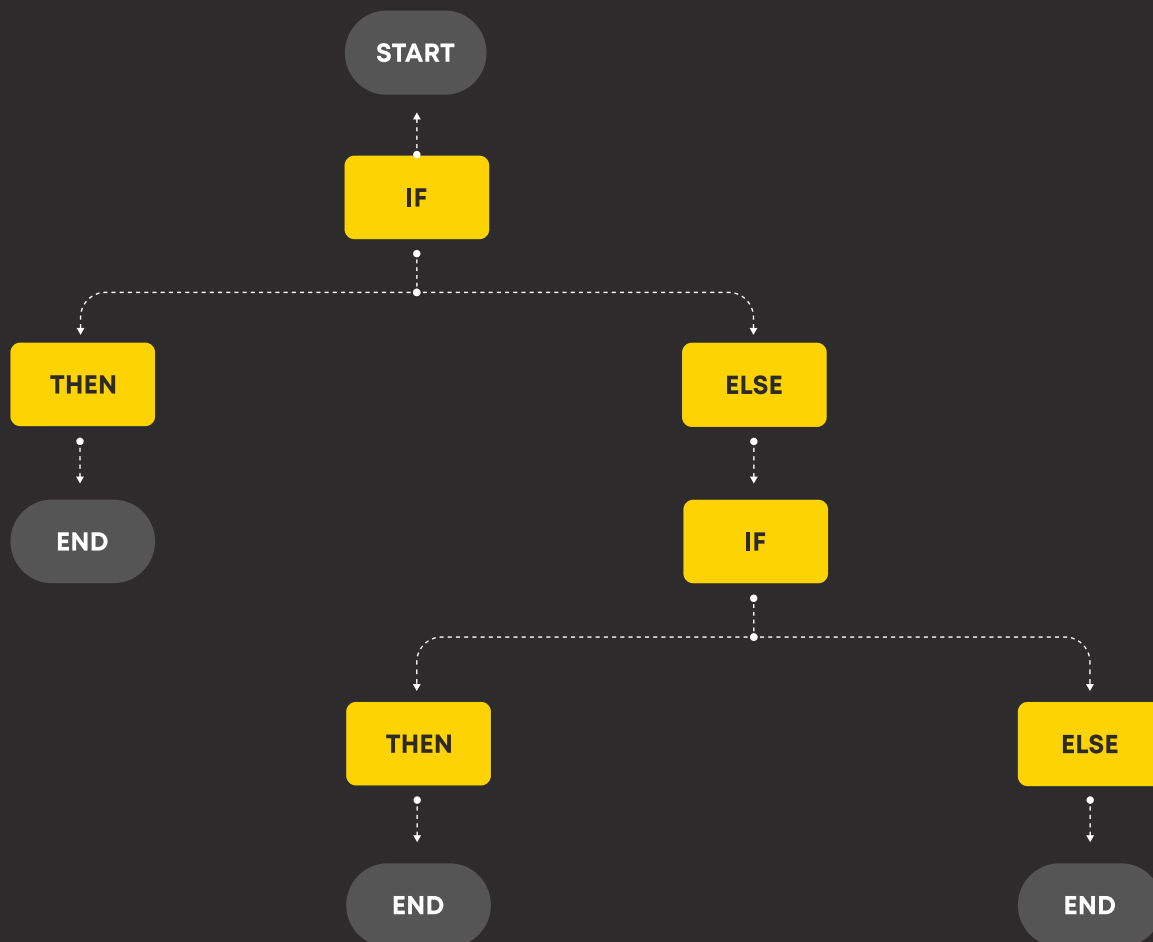 START
IF
THEN
ELSE
END
IF
THEN
ELSE
END
END